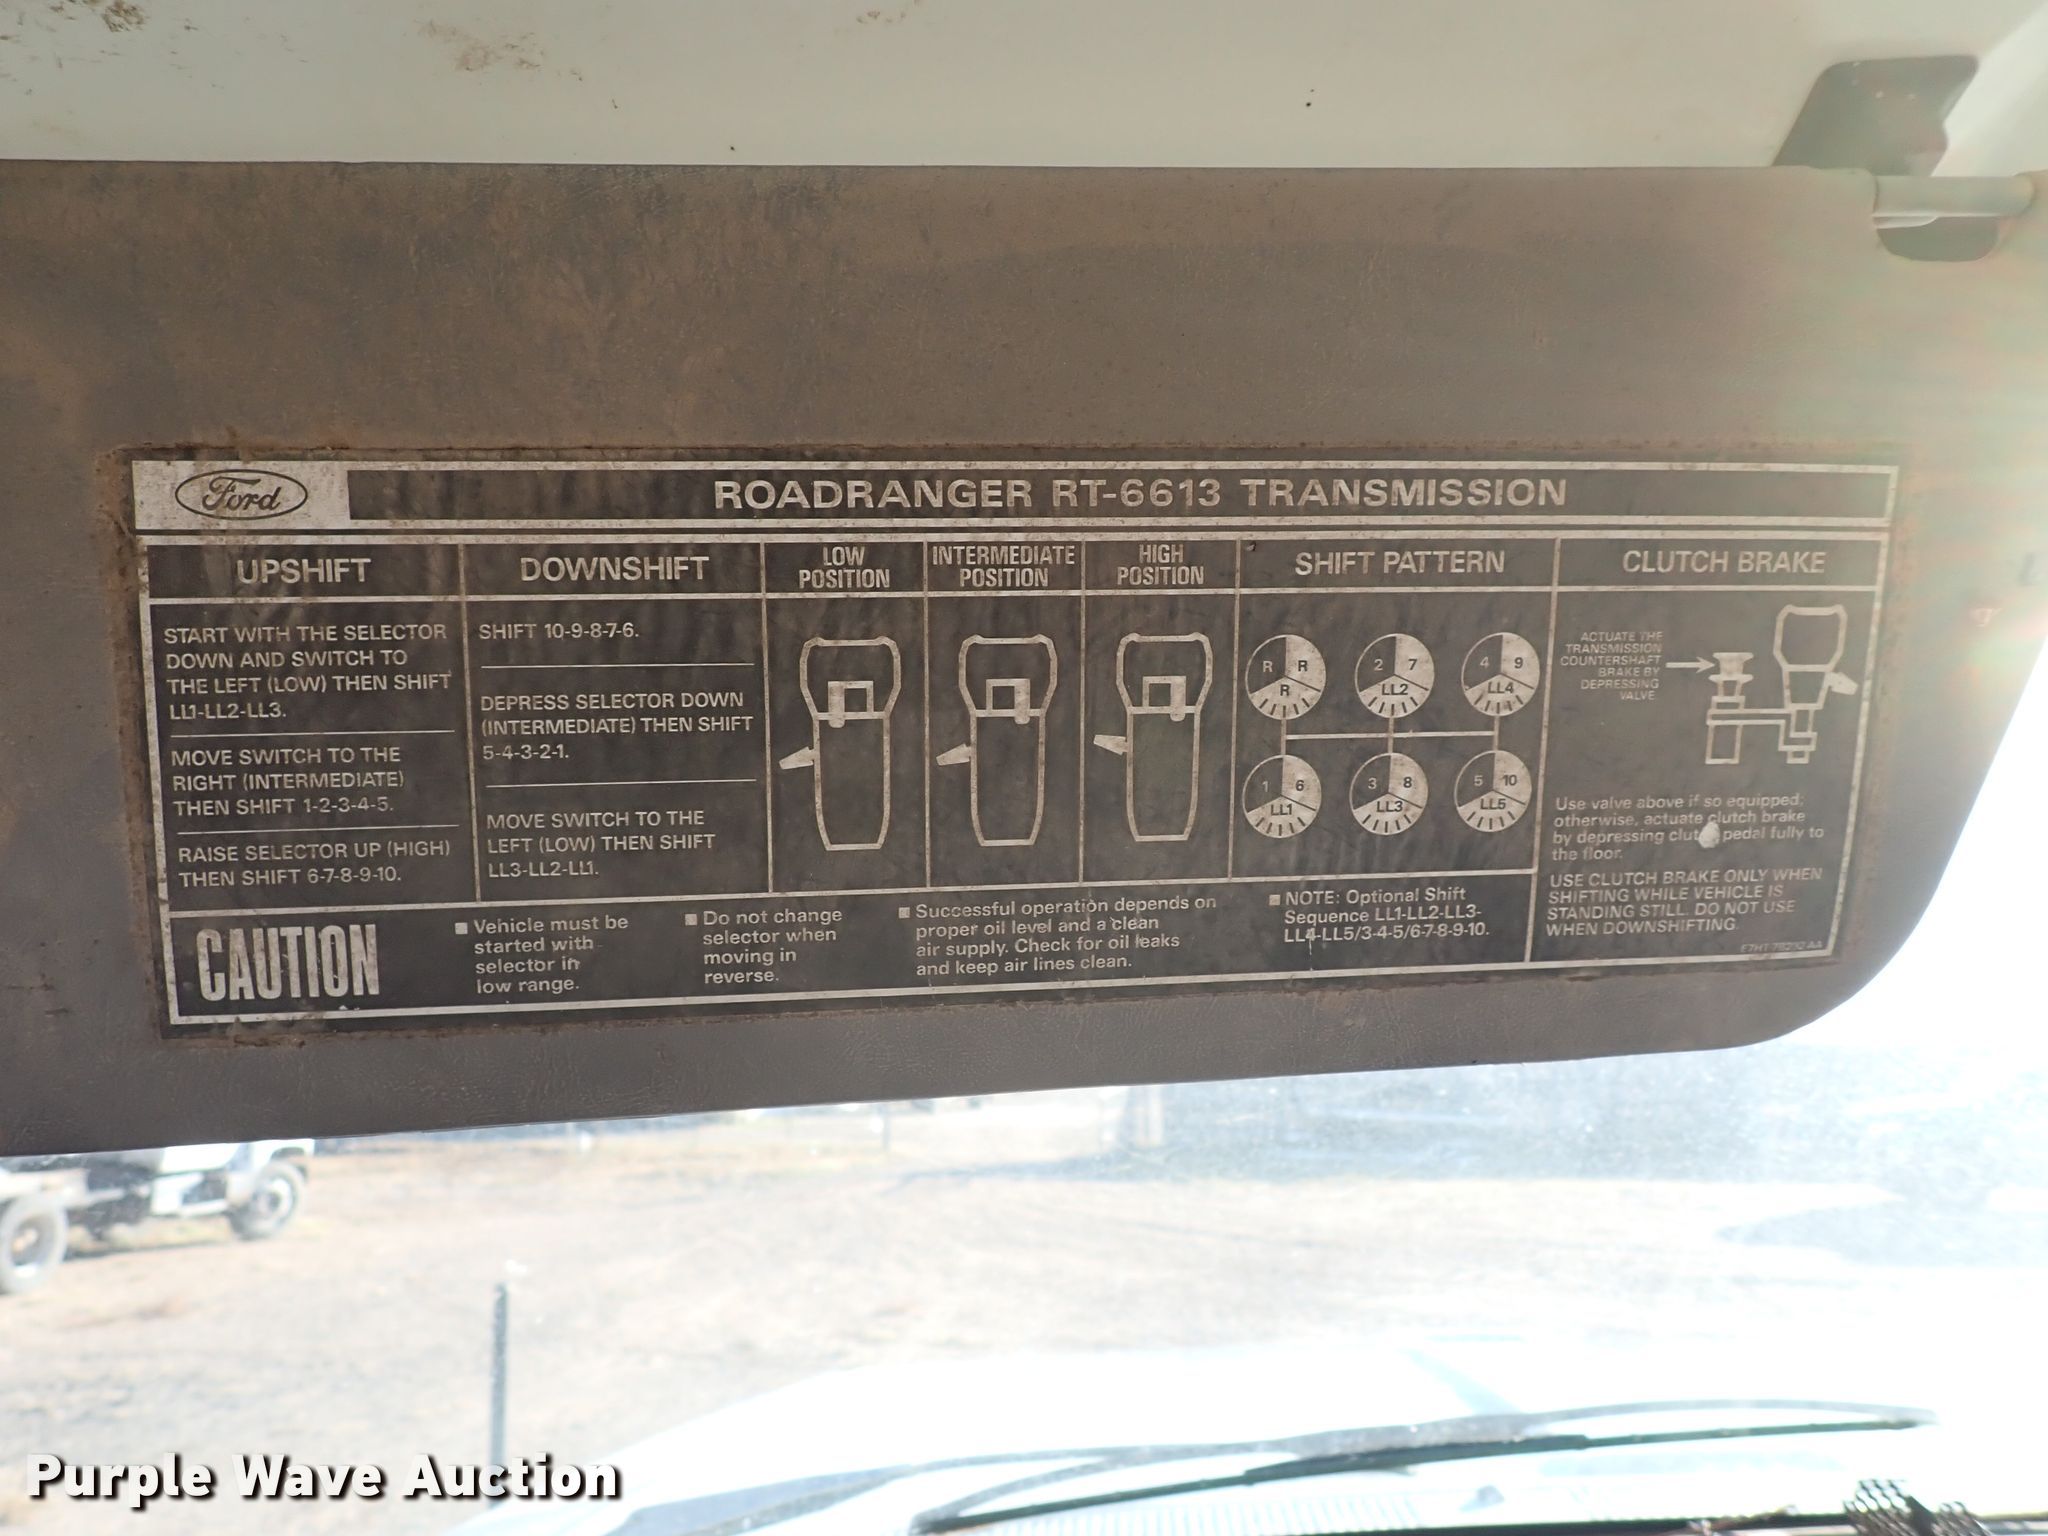 Ford
ROADRANGER RT-6613 TRANSMISSION
UPSHIFT
START WITH THE SELECTOR
DOWN AND SWITCH TO
THE LEFT (LOW) THEN SHIFT
LL1-LL2-LL3.
MOVE SWITCH TO THE
RIGHT (INTERMEDIATE)
THEN SHIFT 1-2-3-4-5.
RAISE SELECTOR UP (HIGH)
THEN SHIFT 6-7-8-9-10.
DOWNSHIFT
SHIFT 10-9-8-7-6.
DEPRESS SELECTOR DOWN
(INTERMEDIATE) THEN SHIFT
5-4-3-2-1.
MOVE SWITCH TO THE
LEFT (LOW) THEN SHIFT
LL3-LL2-LL1.
LOW
POSITION
INTERMEDIATE
POSITION
HIGH
POSITION
SHIFT PATTERN
R R
R
2 7
LL2
4 9
LL4
1 6
LL1
3 8
LL3
5 10
LL5
CLUTCH BRAKE
ACTUATE THE
TRANSMISSION
COUNTERSHAFT
BRAKE BY
DEPRESSING
VALVE
Use valve above if so equipped;
otherwise, actuate clutch brake
by depressing clutch pedal fully to
the floor.
USE CLUTCH BRAKE ONLY WHEN
SHIFTING WHILE VEHICLE IS
STANDING STILL. DO NOT USE
WHEN DOWNSHIFTING.
CAUTION
Vehicle must be
started with
selector in
low range.
Do not change
selector when
moving in
reverse.
Successful operation depends on
proper oil level and a clean
air supply. Check for oil leaks
and keep air lines clean.
NOTE: Optional Shift
Sequence LL1-LL2-LL3-
LL4-LL5/3-4-5/6-7-8-9-10.
Purple Wave Auction